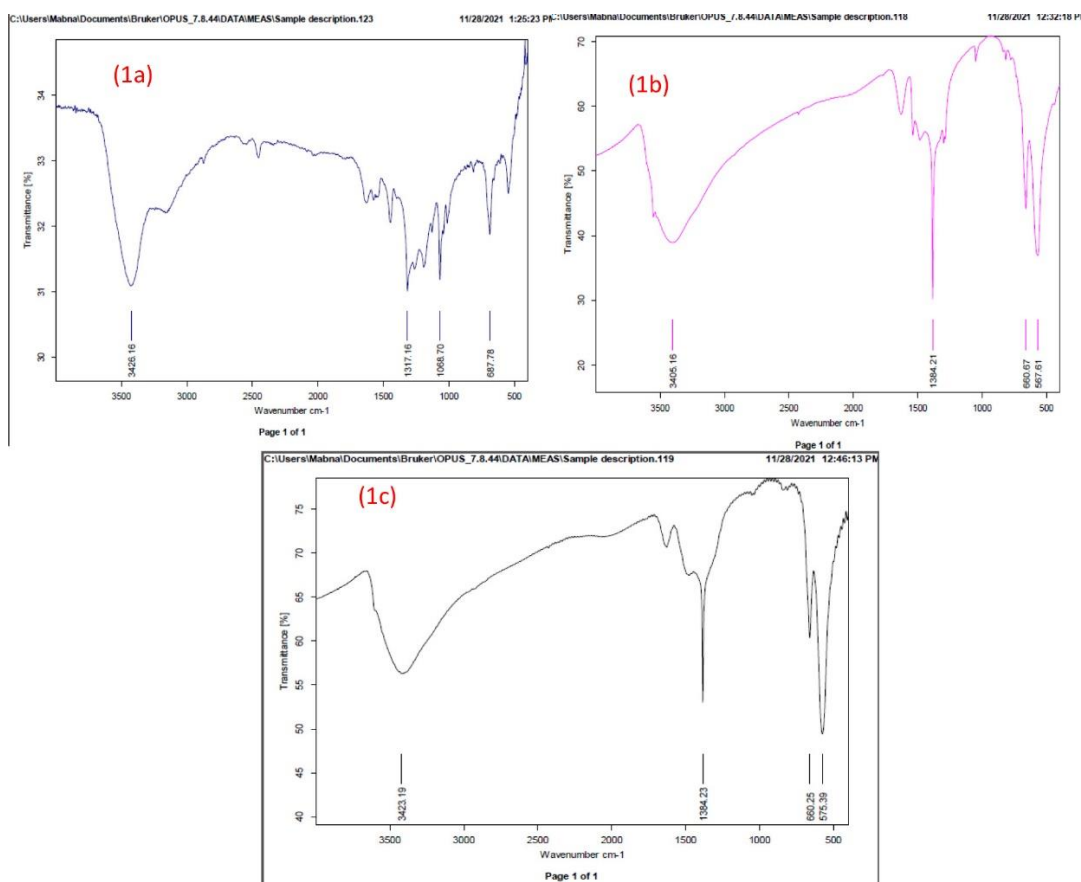 C:\Users\Mabna\Documents\Bruker\OPUS_7.8.44\DATA\MEAS\Sample description.123 11/28/2021 1:25:23 PM
(1a)
Transmittance [%]
34
33
32
31
30
3426.16
1317.16
1068.70
687.78
3500 3000 2500 2000 1500 1000 500
Wavenumber cm-1
Page 1 of 1
C:\Users\Mabna\Documents\Bruker\OPUS_7.8.44\DATA\MEAS\Sample description.118 11/28/2021 12:32:18
(1b)
Transmittance [%]
70
60
50
40
30
20
3405.16
1384.21
660.67
567.61
3500 3000 2500 2000 1500 1000 500
Wavenumber cm-1
Page 1 of 1
C:\Users\Mabna\Documents\Bruker\OPUS_7.8.44\DATA\MEAS\Sample description.119 11/28/2021 12:46:13 PM
(1c)
Transmittance [%]
75
70
65
60
55
50
45
40
3423.19
1384.23
660.25
575.39
3500 3000 2500 2000 1500 1000 500
Wavenumber cm-1
Page 1 of 1